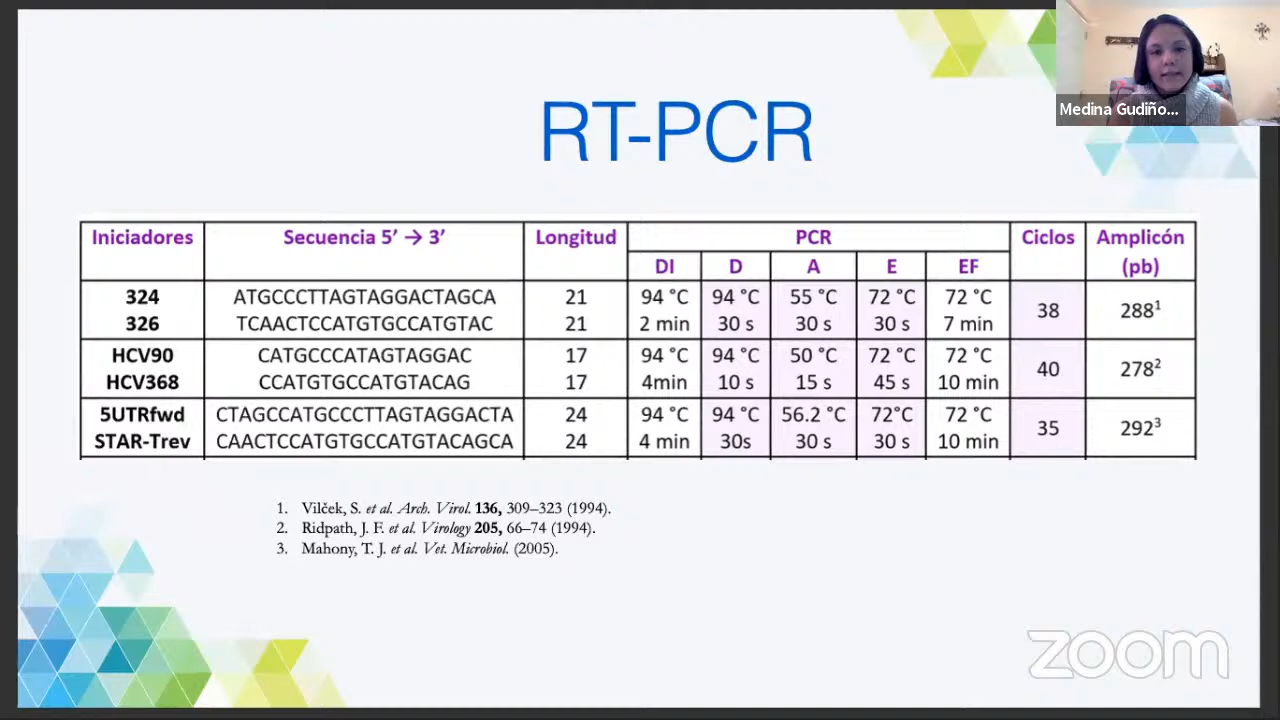 Medina Gudiño...
RT-PCR
Iniciadores Secuencia 5’ → 3’ Longitud PCR Ciclos Amplicón (pb)
DI D A E EF
324 ATGCCCTTAGTAGGACTAGCA 21 94 °C 94 °C 55 °C 72 °C 72 °C 38 288¹
326 TCAACTCCATGTGCCATGTAC 21 2 min 30 s 30 s 30 s 7 min
HCV90 CATGCCCATAGTAGGAC 17 94 °C 94 °C 50 °C 72 °C 72 °C 40 278²
HCV368 CCATGTGCCATGTACAG 17 4min 10 s 15 s 45 s 10 min
5UTRfwd CTAGCCATGCCCTTAGTAGGACTA 24 94 °C 94 °C 56.2 °C 72°C 72 °C 35 292³
STAR-Trev CAACTCCATGTGCCATGTACAGCA 24 4 min 30s 30 s 30 s 10 min
1. Vilček, S. et al. Arch. Virol. 136, 309–323 (1994).
2. Ridpath, J. F. et al. Virology 205, 66–74 (1994).
3. Mahony, T. J. et al. Vet. Microbiol. (2005).
zoom